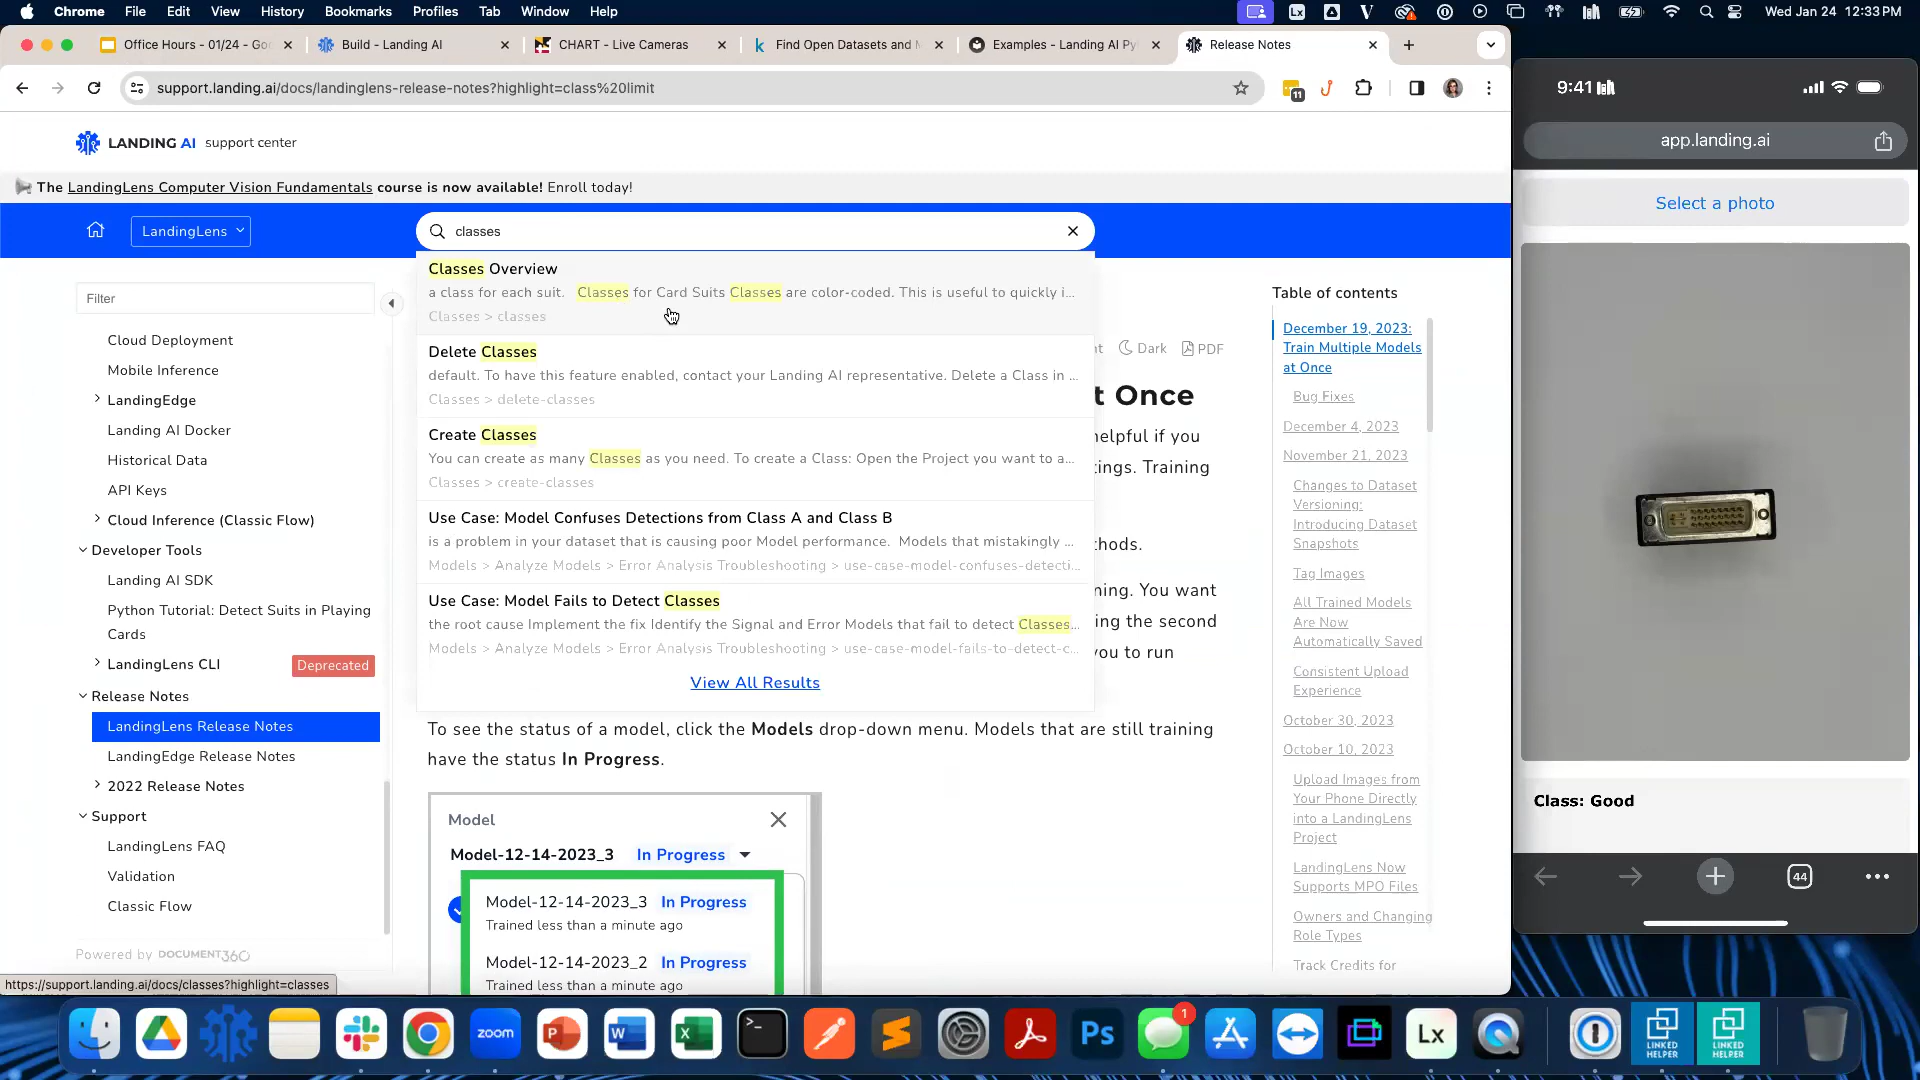 Chrome File Edit View History Bookmarks Profiles Tab Window Help
Wed Jan 24 12:33 PM
Office Hours - 01/24 - Go
Build - Landing AI
CHART - Live Cameras
Find Open Datasets and M
Examples - Landing AI Py
Release Notes
support.landing.ai/docs/landinglens-release-notes?highlight=class%20limit
11
LANDING AI support center
The LandingLens Computer Vision Fundamentals course is now available! Enroll today!
LandingLens
classes
Filter
Cloud Deployment
Mobile Inference
LandingEdge
Landing AI Docker
Historical Data
API Keys
Cloud Inference (Classic Flow)
Developer Tools
Landing AI SDK
Python Tutorial: Detect Suits in Playing
Cards
LandingLens CLI
Deprecated
Release Notes
LandingLens Release Notes
LandingEdge Release Notes
2022 Release Notes
Support
LandingLens FAQ
Validation
Classic Flow
Powered by DOCUMENT360
https://support.landing.ai/docs/classes?highlight=classes
Classes Overview
a class for each suit. Classes for Card Suits Classes are color-coded. This is useful to quickly i...
Classes > classes
Delete Classes
default. To have this feature enabled, contact your Landing AI representative. Delete a Class in ...
Classes > delete-classes
Create Classes
You can create as many Classes as you need. To create a Class: Open the Project you want to a...
Classes > create-classes
Use Case: Model Confuses Detections from Class A and Class B
is a problem in your dataset that is causing poor Model performance. Models that mistakingly ...
Models > Analyze Models > Error Analysis Troubleshooting > use-case-model-confuses-detecti...
Use Case: Model Fails to Detect Classes
the root cause Implement the fix Identify the Signal and Error Models that fail to detect Classes...
Models > Analyze Models > Error Analysis Troubleshooting > use-case-model-fails-to-detect-c...
View All Results
nt Dark PDF
t Once
helpful if you
tings. Training
thods.
ning. You want
ing the second
you to run
To see the status of a model, click the Models drop-down menu. Models that are still training
have the status In Progress.
Model
Model-12-14-2023_3 In Progress
Model-12-14-2023_3 In Progress
Trained less than a minute ago
Model-12-14-2023_2 In Progress
Trained less than a minute ago
Table of contents
December 19, 2023:
Train Multiple Models
at Once
Bug Fixes
December 4, 2023
November 21, 2023
Changes to Dataset
Versioning:
Introducing Dataset
Snapshots
Tag Images
All Trained Models
Are Now
Automatically Saved
Consistent Upload
Experience
October 30, 2023
October 10, 2023
Upload Images from
Your Phone Directly
into a LandingLens
Project
LandingLens Now
Supports MPO Files
Owners and Changing
Role Types
Track Credits for
9:41
app.landing.ai
Select a photo
Class: Good
44
zoom
1
Ps
Lx
LINKED
HELPER
LINKED
HELPER